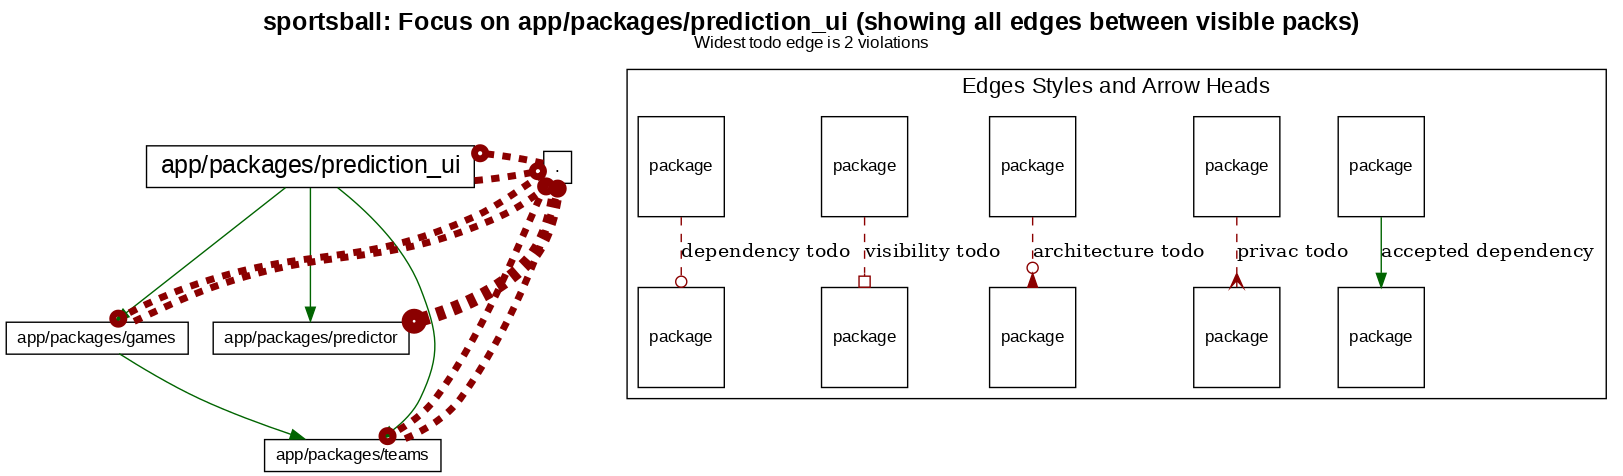 sportsball: Focus on app/packages/prediction_ui (showing all edges between visible packs)
Widest todo edge is 2 violations
Edges Styles and Arrow Heads
app/packages/prediction_ui
.
package
package
package
package
package
dependency todo
visibility todo
architecture todo
privac todo
accepted dependency
app/packages/games
app/packages/predictor
package
package
package
package
package
app/packages/teams